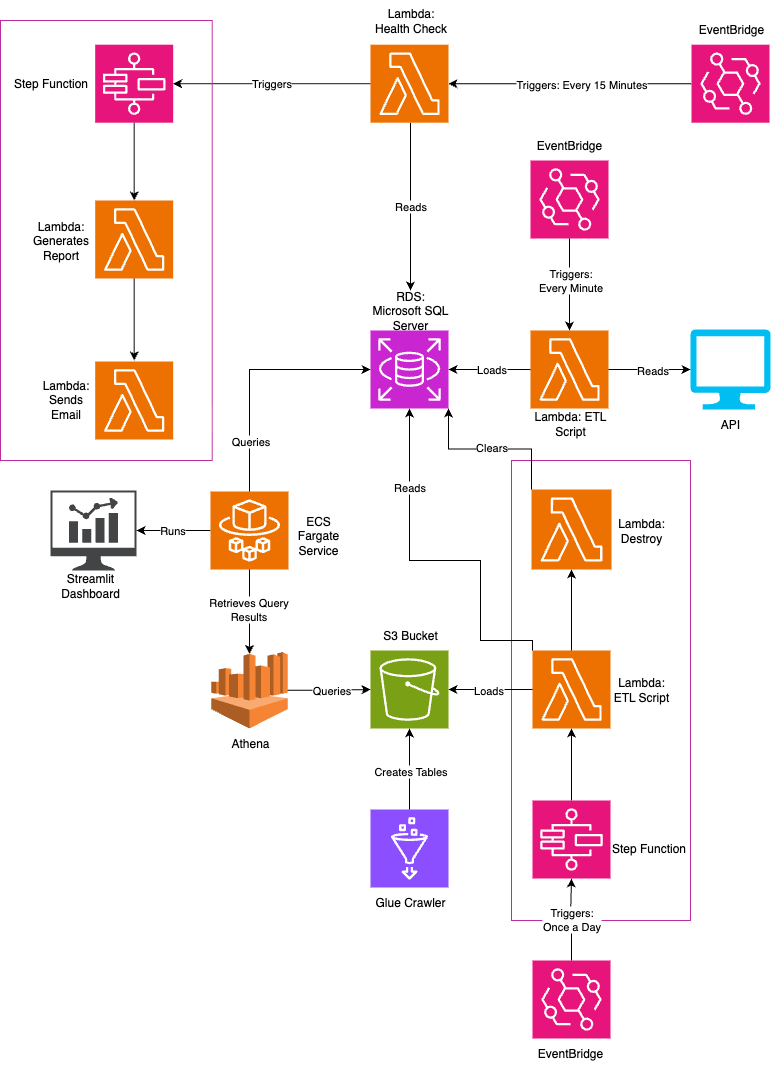 Lambda:
Health Check
EventBridge
Step Function
Triggers
Triggers: Every 15 Minutes
EventBridge
Lambda:
Generates
Report
Reads
Triggers:
Every Minute
RDS:
Microsoft SQL
Server
Lambda:
Sends
Email
Loads
Reads
Lambda: ETL
Script
API
Queries
Clears
Reads
ECS
Fargate
Service
Runs
Streamlit
Dashboard
Lambda:
Destroy
Retrieves Query
Results
S3 Bucket
Queries
Loads
Lambda:
ETL Script
Athena
Creates Tables
Step Function
Glue Crawler
Triggers:
Once a Day
EventBridge